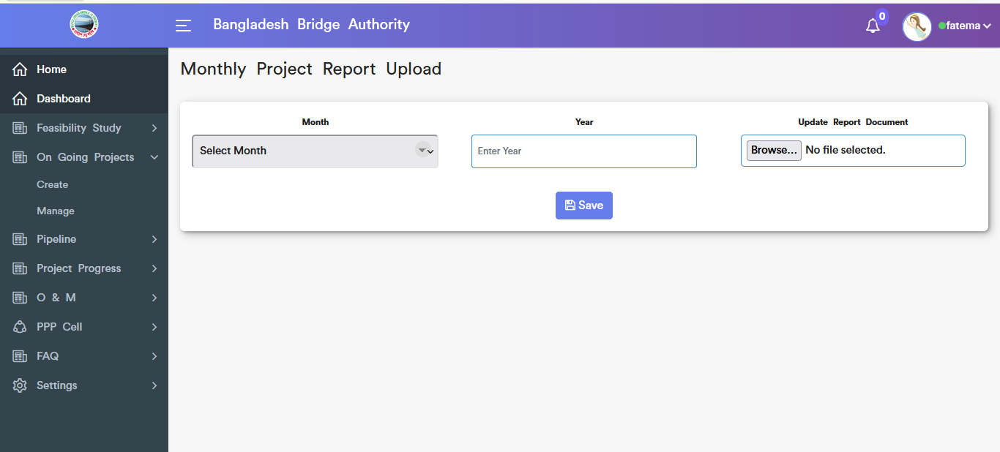 Bangladesh Bridge Authority
0
fatema
Home
Dashboard
Feasibility Study
On Going Projects
Create
Manage
Pipeline
Project Progress
O & M
PPP Cell
FAQ
Settings
Monthly Project Report Upload
Month Year Update Report Document
Select Month Enter Year Browse... No file selected.
Save